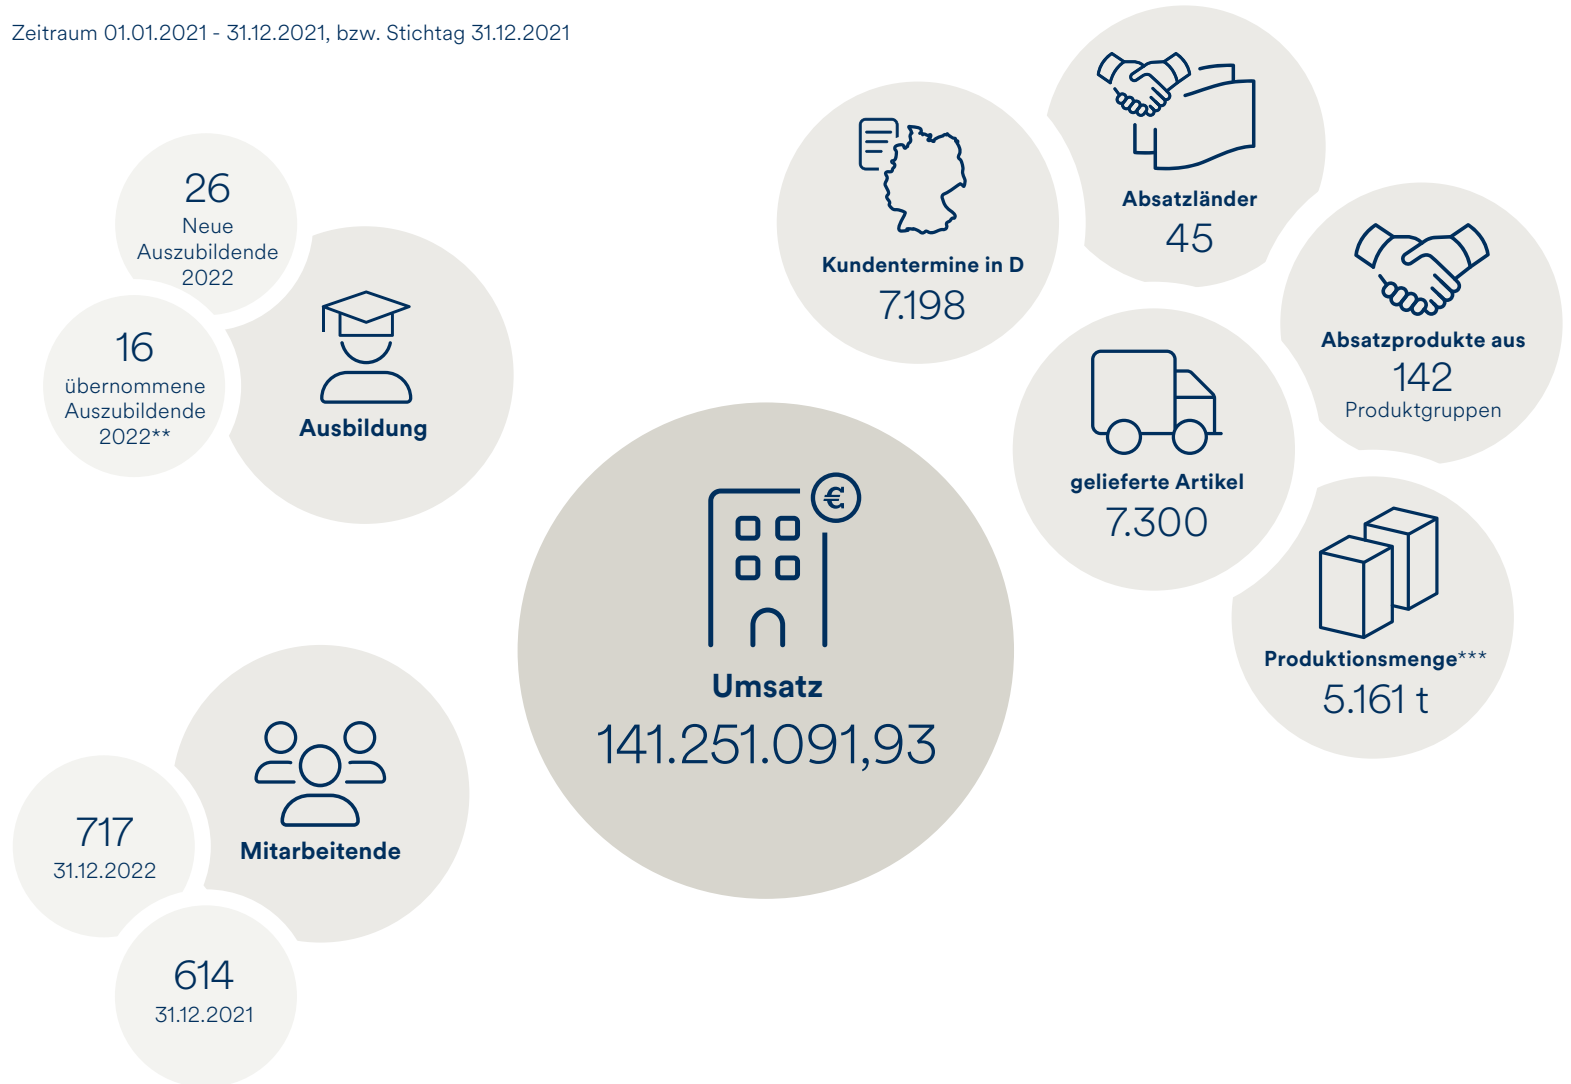 Zeitraum 01.01.2021 - 31.12.2021, bzw. Stichtag 31.12.2021
26
Neue
Auszubildende
2022
16
übernommene
Auszubildende
2022**
Ausbildung
Kundentermine in D
7.198
Absatzländer
45
Absatzprodukte aus
142
Produktgruppen
gelieferte Artikel
7.300
Produktionsmenge***
5.161 t
€
Umsatz
141.251.091,93
Mitarbeitende
717
31.12.2022
614
31.12.2021